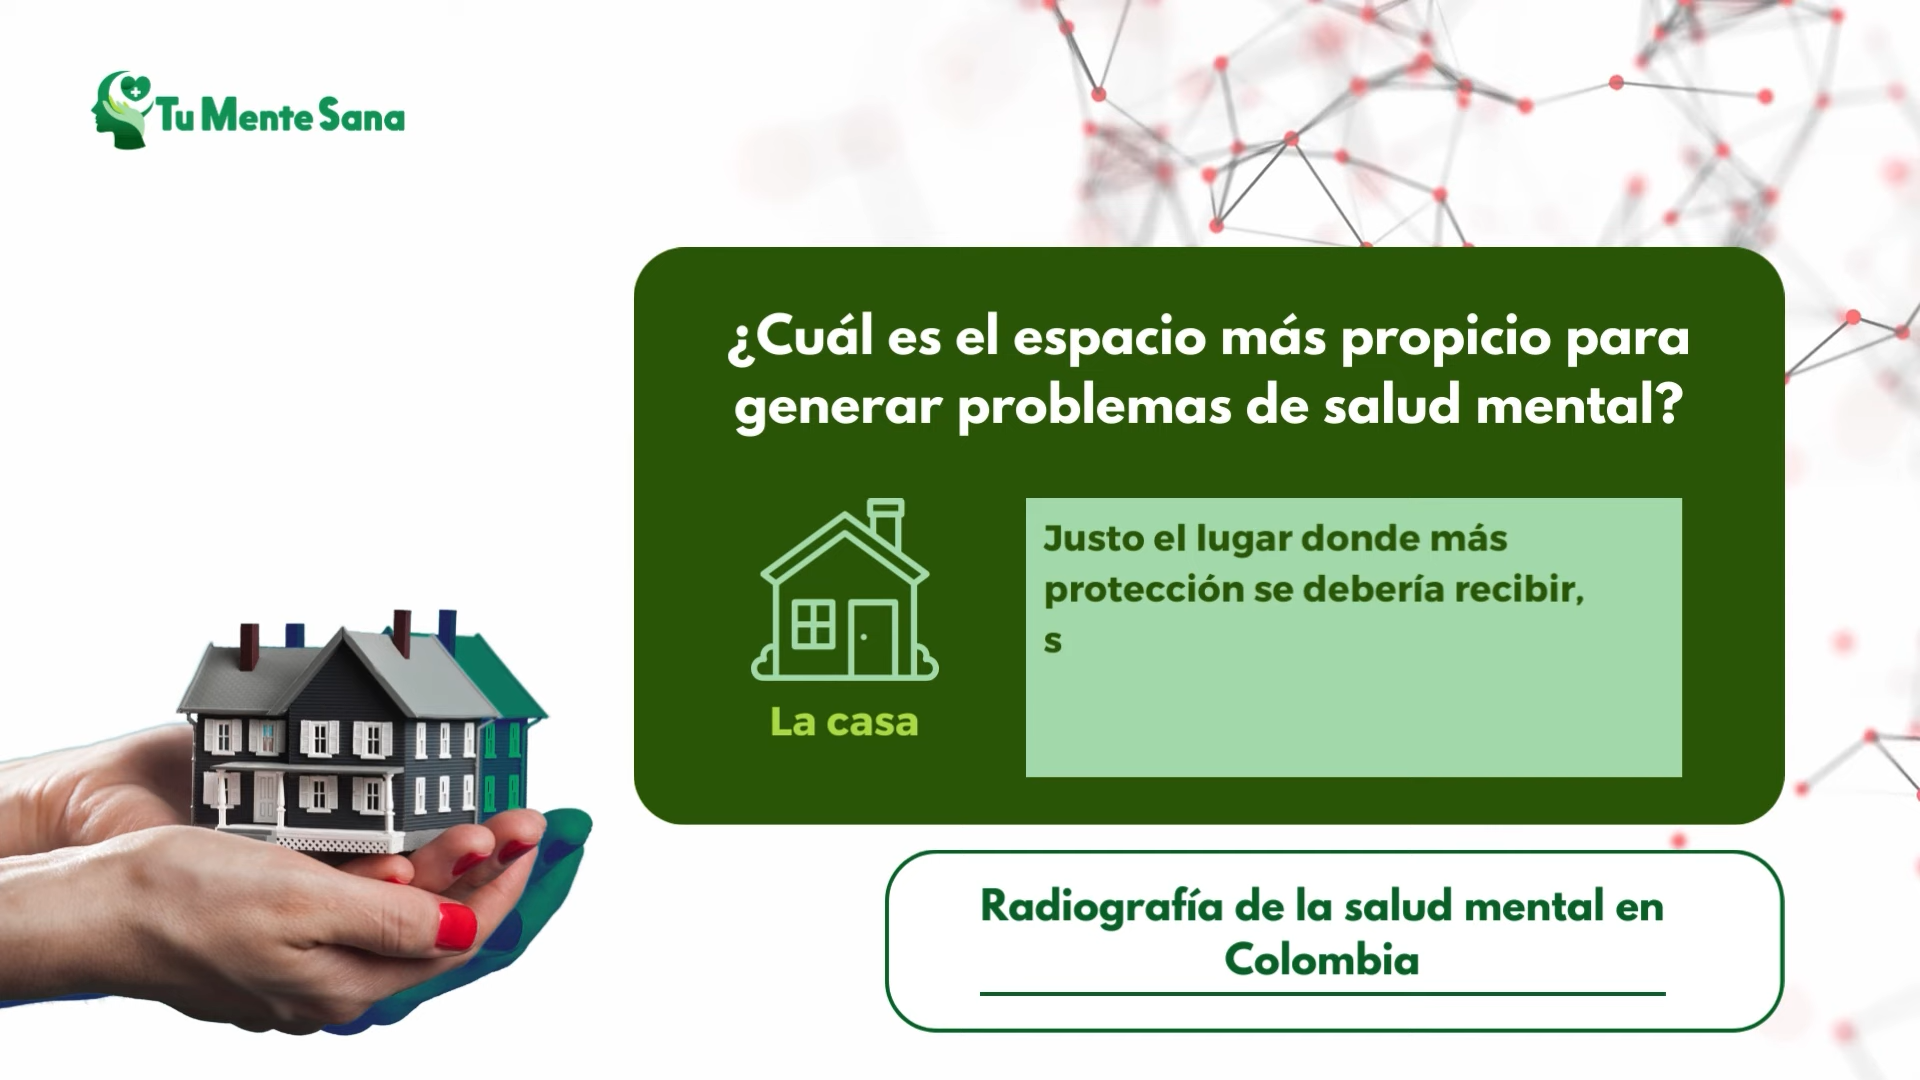 Tu Mente Sana
¿Cuál es el espacio más propicio para
generar problemas de salud mental?
La casa
Justo el lugar donde más
protección se debería recibir,
s
Radiografía de la salud mental en
Colombia